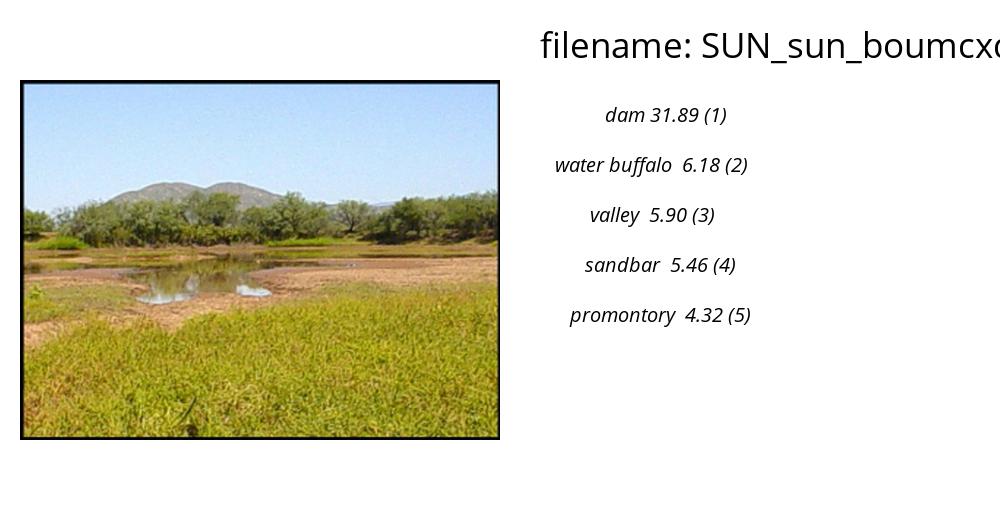 filename: SUN_sun_boumcxc
dam 31.89 (1)
water buffalo 6.18 (2)
valley 5.90 (3)
sandbar 5.46 (4)
promontory 4.32 (5)